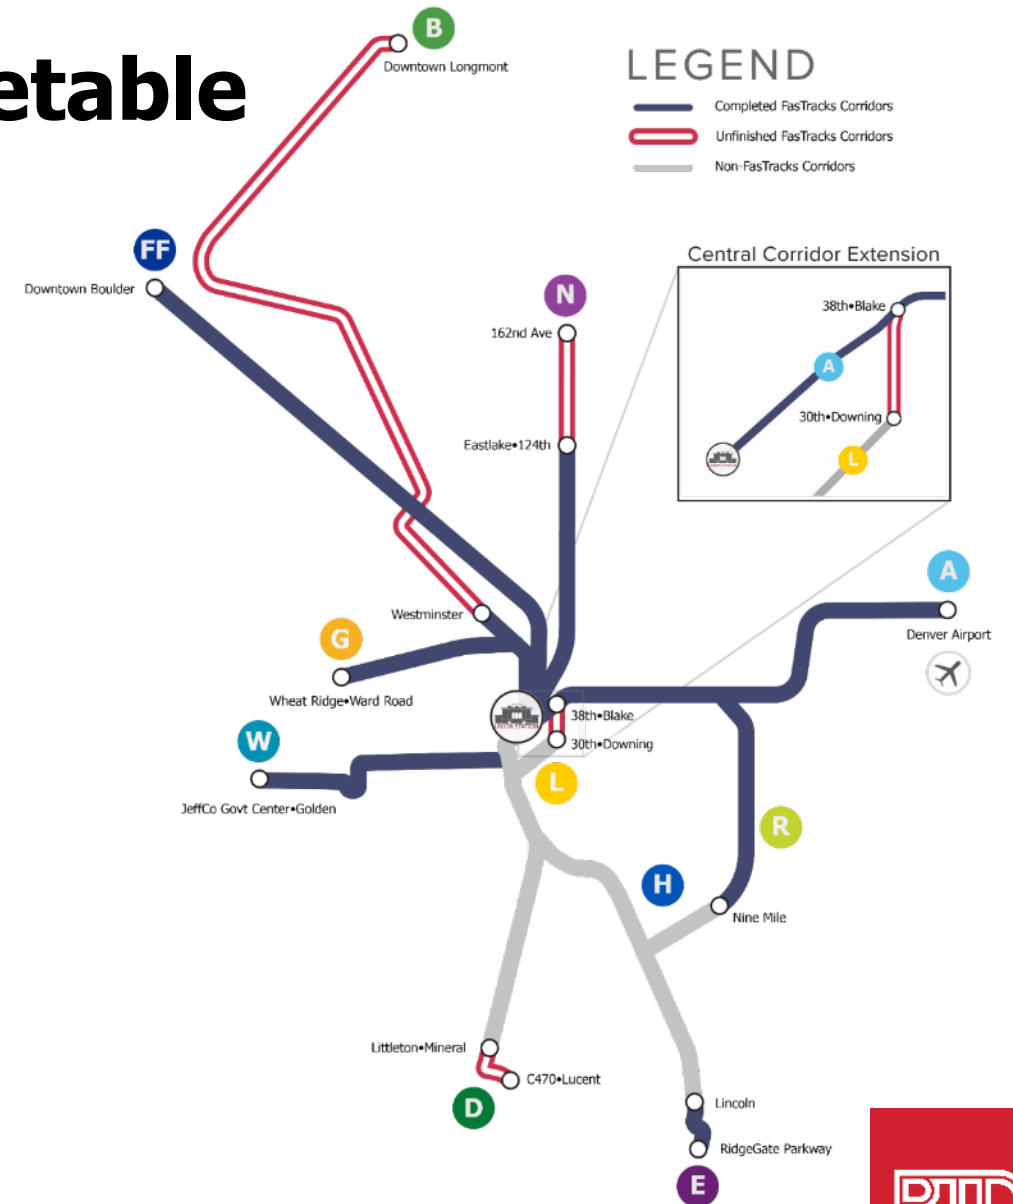 etable
B
Downtown Longmont
LEGEND
Completed FasTracks Corridors
Unfinished FasTracks Corridors
Non-FasTracks Corridors
FF
Downtown Boulder
Central Corridor Extension
38th•Blake
A
30th•Downing
L
N
162nd Ave
Eastlake•124th
A
Denver Airport
Westminster
G
Wheat Ridge•Ward Road
38th•Blake
30th•Downing
W
JeffCo Govt Center•Golden
L
R
H
Nine Mile
Littleton•Mineral
C470•Lucent
D
Lincoln
RidgeGate Parkway
E